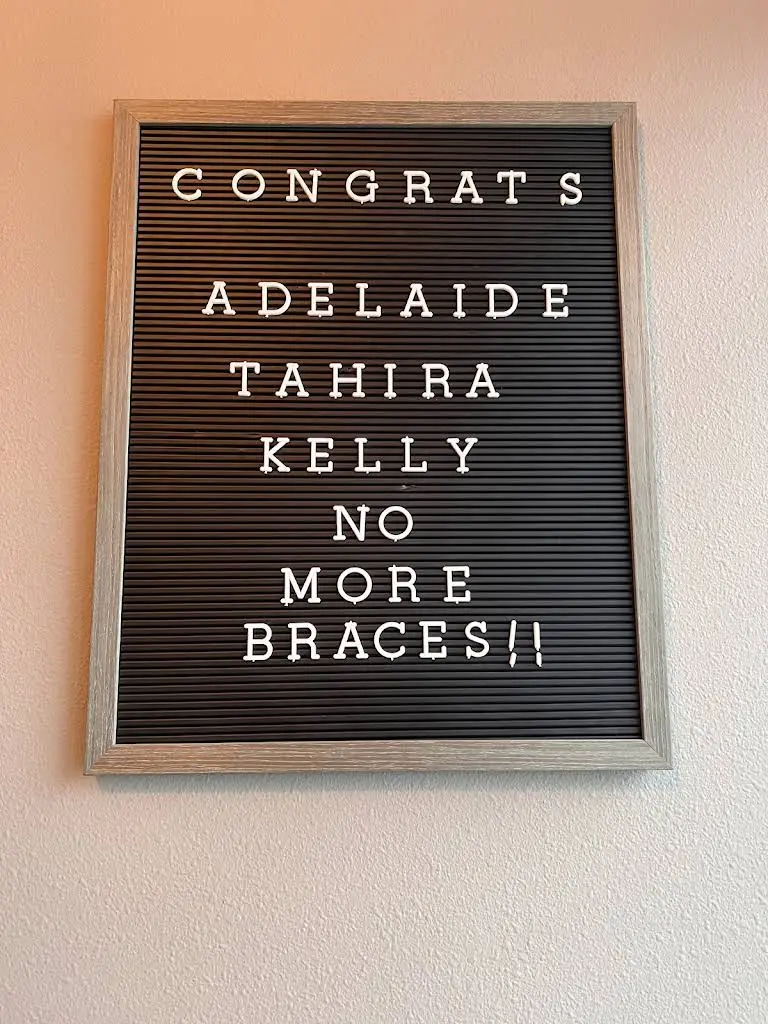 CONGRATS
ADELAIDE
TAHIRA
KELLY
NO
MORE
BRACES!!